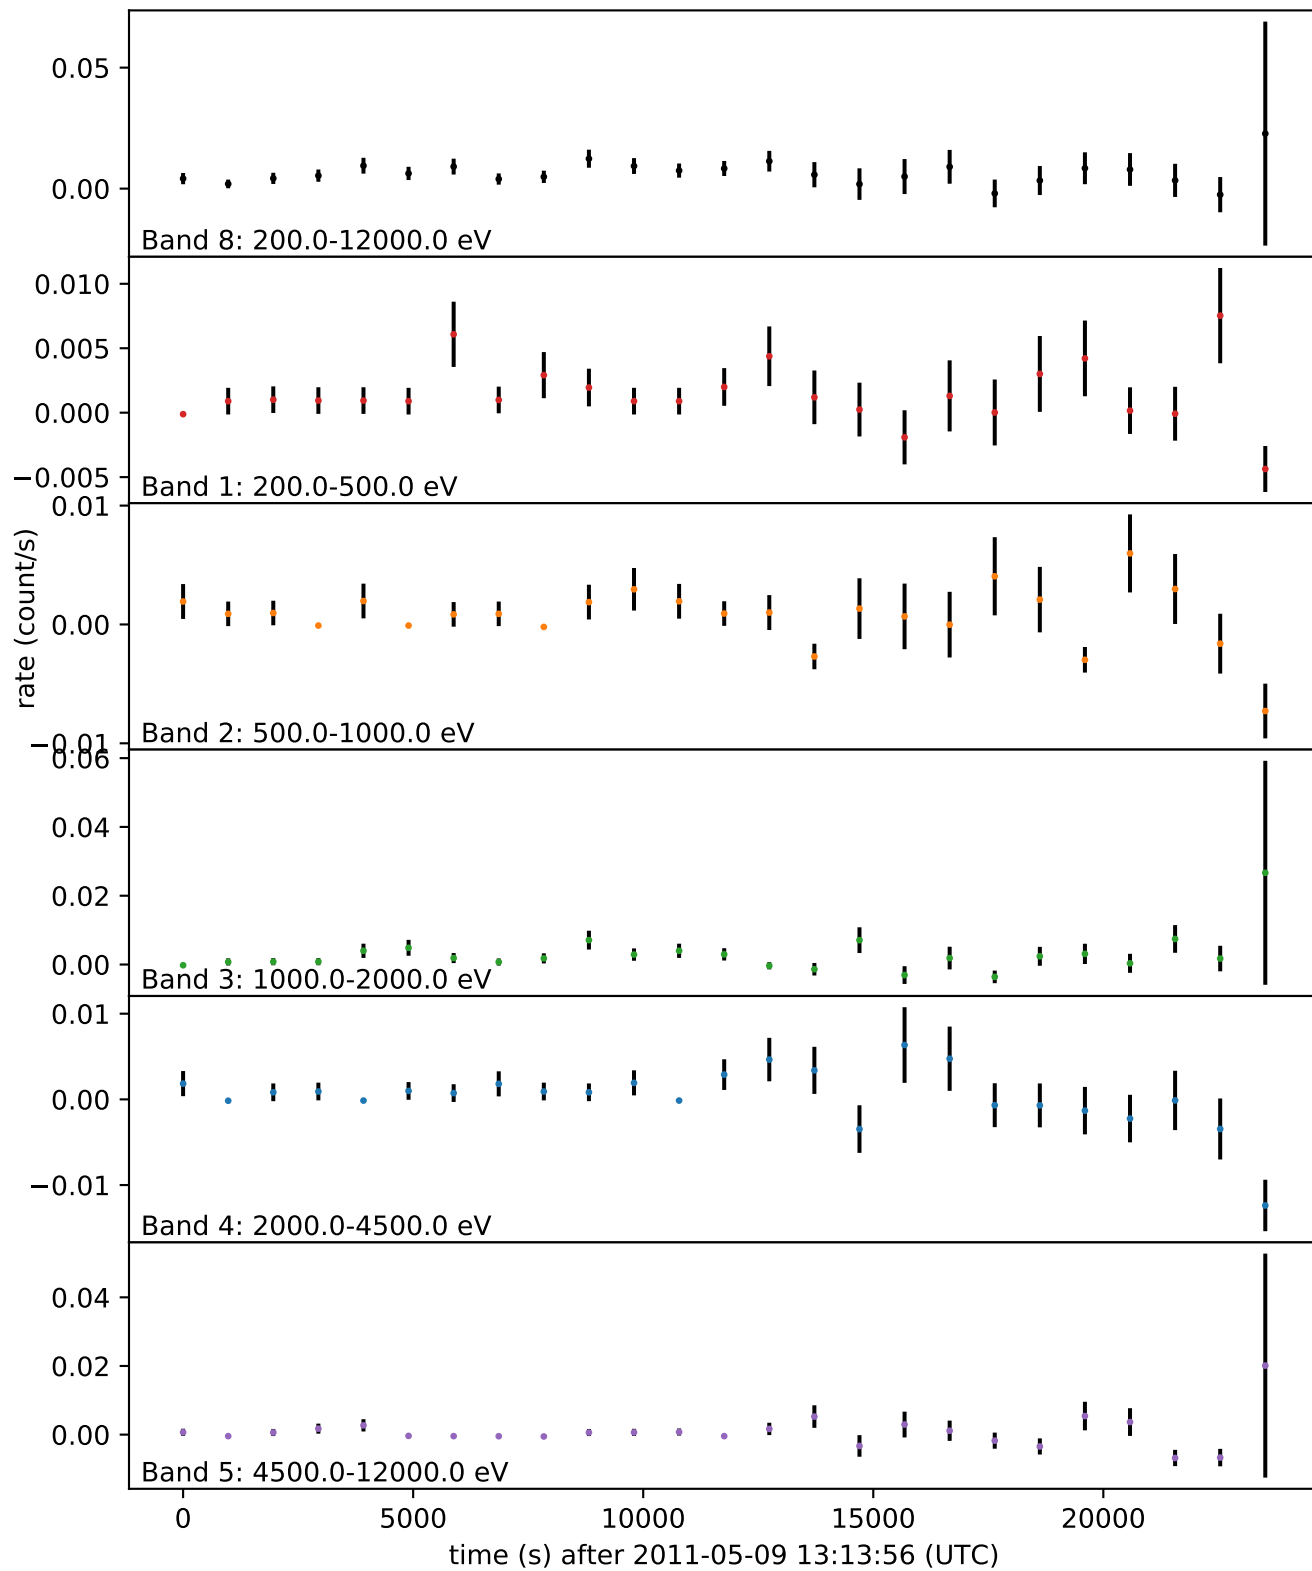 0.05
0.00
Band 8: 200.0-12000.0 eV
0.010
0.005
0.000
−0.005
Band 1: 200.0-500.0 eV
rate (count/s)
0.01
0.00
−0.01
Band 2: 500.0-1000.0 eV
0.06
0.04
0.02
0.00
Band 3: 1000.0-2000.0 eV
0.01
0.00
−0.01
Band 4: 2000.0-4500.0 eV
0.04
0.02
0.00
Band 5: 4500.0-12000.0 eV
0 5000 10000 15000 20000
time (s) after 2011-05-09 13:13:56 (UTC)